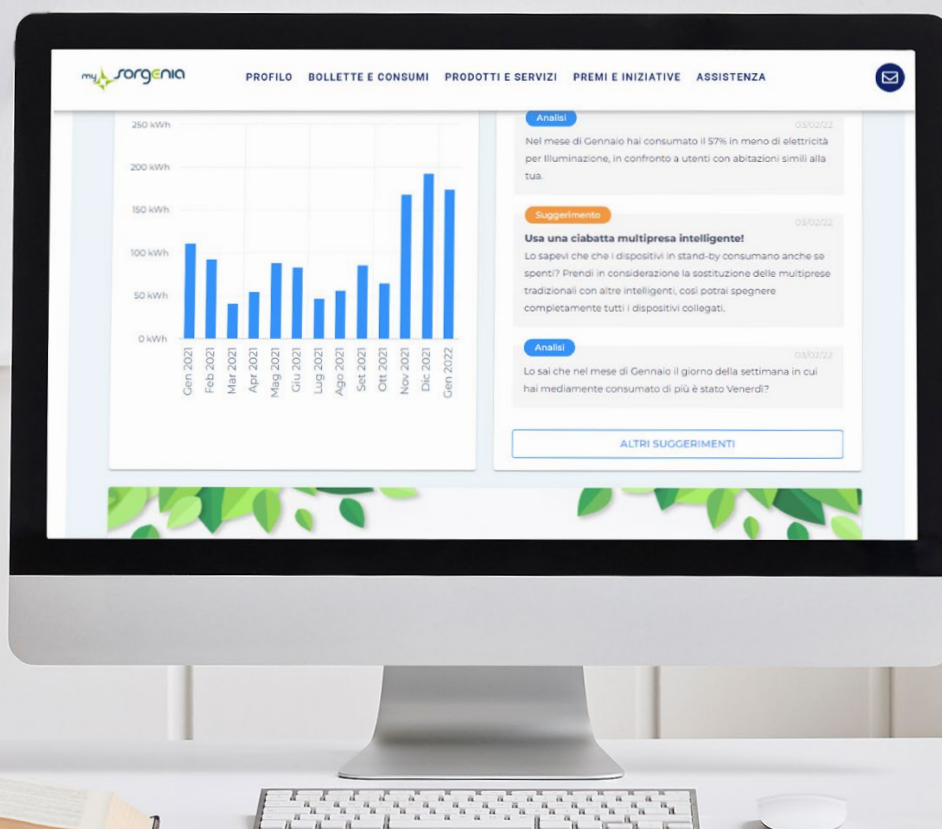 my sorgenia
PROFILO BOLLETTE E CONSUMI PRODOTTI E SERVIZI PREMI E INIZIATIVE ASSISTENZA
250 kWh
200 kWh
150 kWh
100 kWh
50 kWh
0 kWh
Gen 2021
Feb 2021
Mar 2021
Apr 2021
Mag 2021
Giu 2021
Lug 2021
Ago 2021
Set 2021
Ott 2021
Nov 2021
Dic 2021
Gen 2022
Analisi
03/02/22
Nel mese di Gennaio hai consumato il 57% in meno di elettricità
per Illuminazione, in confronto a utenti con abitazioni simili alla
tua.
Suggerimento
03/02/22
Usa una ciabatta multipresa intelligente!
Lo sapevi che che i dispositivi in stand-by consumano anche se
spenti? Prendi in considerazione la sostituzione delle multiprese
tradizionali con altre intelligenti, così potrai spegnere
completamente tutti i dispositivi collegati.
Analisi
03/02/22
Lo sai che nel mese di Gennaio il giorno della settimana in cui
hai mediamente consumato di più è stato Venerdì?
ALTRI SUGGERIMENTI